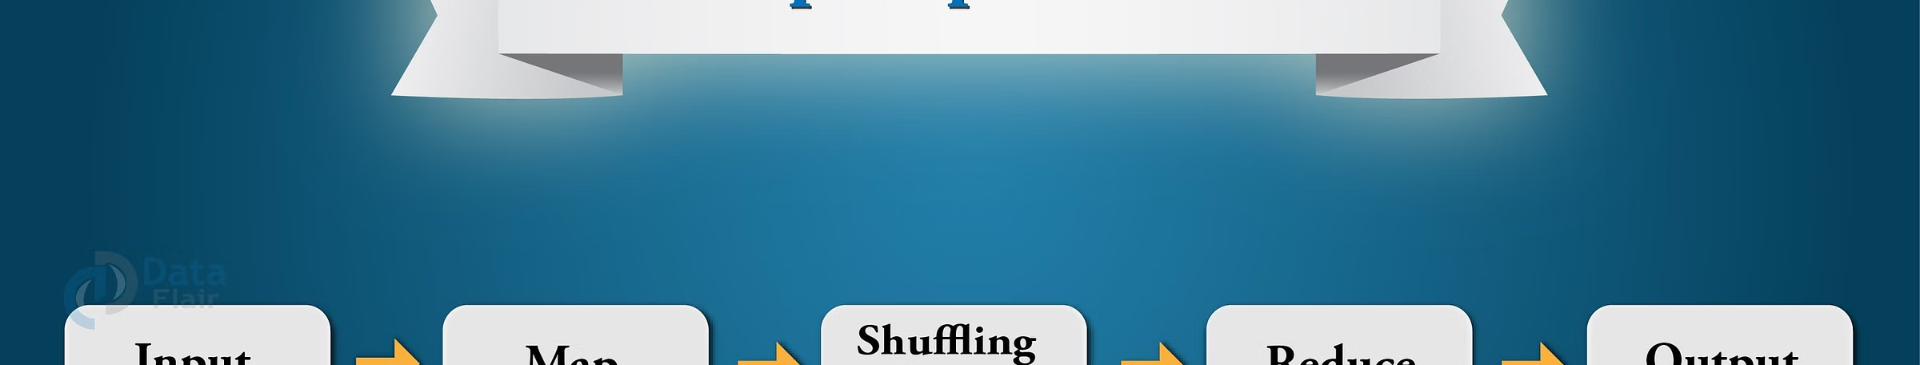 Data
Flair
Input
Map
Shuffling
Reduce
Output